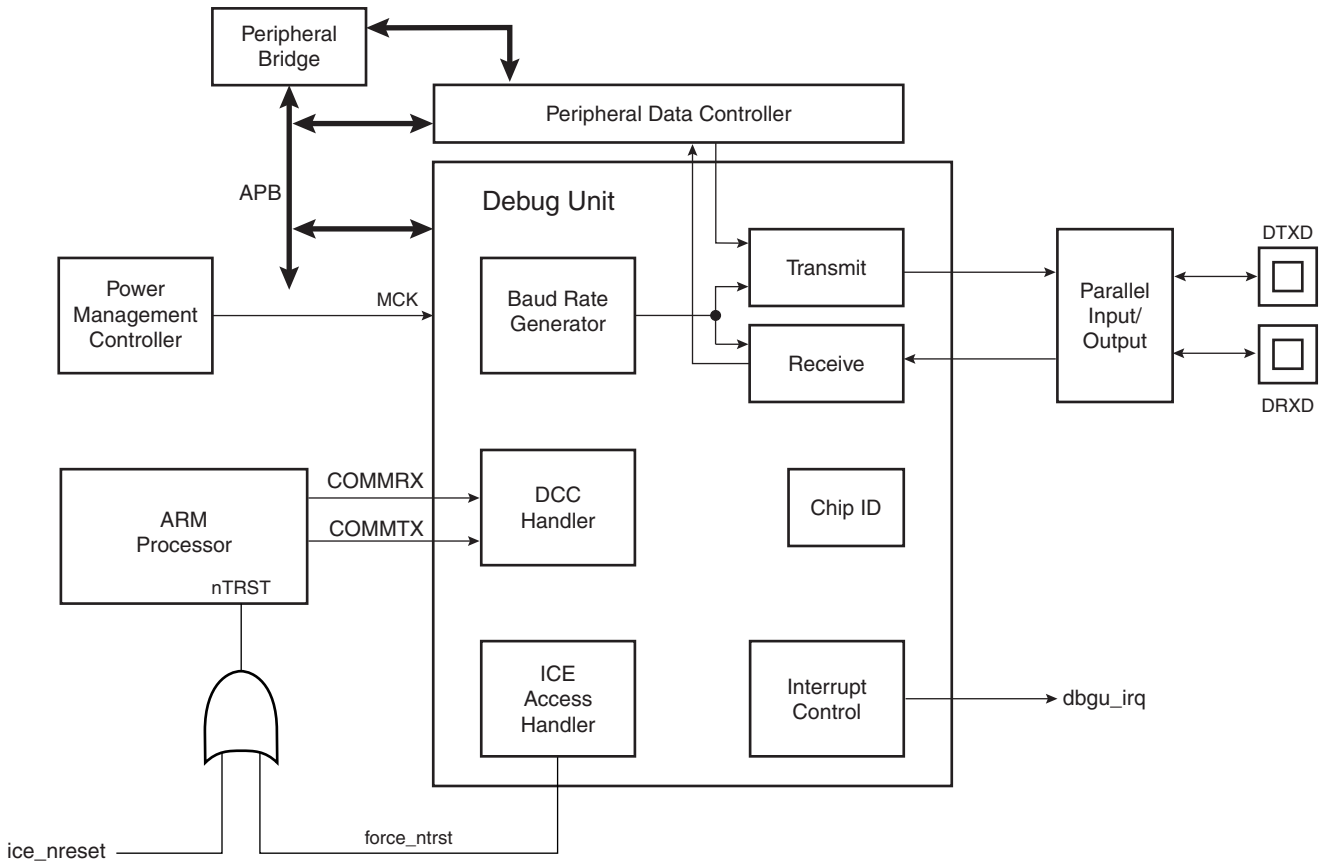 Peripheral
Bridge
Peripheral Data Controller
APB
Debug Unit
Power
Management
Controller
MCK
Baud Rate
Generator
Transmit
Receive
Parallel
Input/
Output
DTXD
DRXD
ARM
Processor
nTRST
COMMRX
COMMTX
DCC
Handler
Chip ID
ICE
Access
Handler
Interrupt
Control
dbgu_irq
ice_nreset
force_ntrst